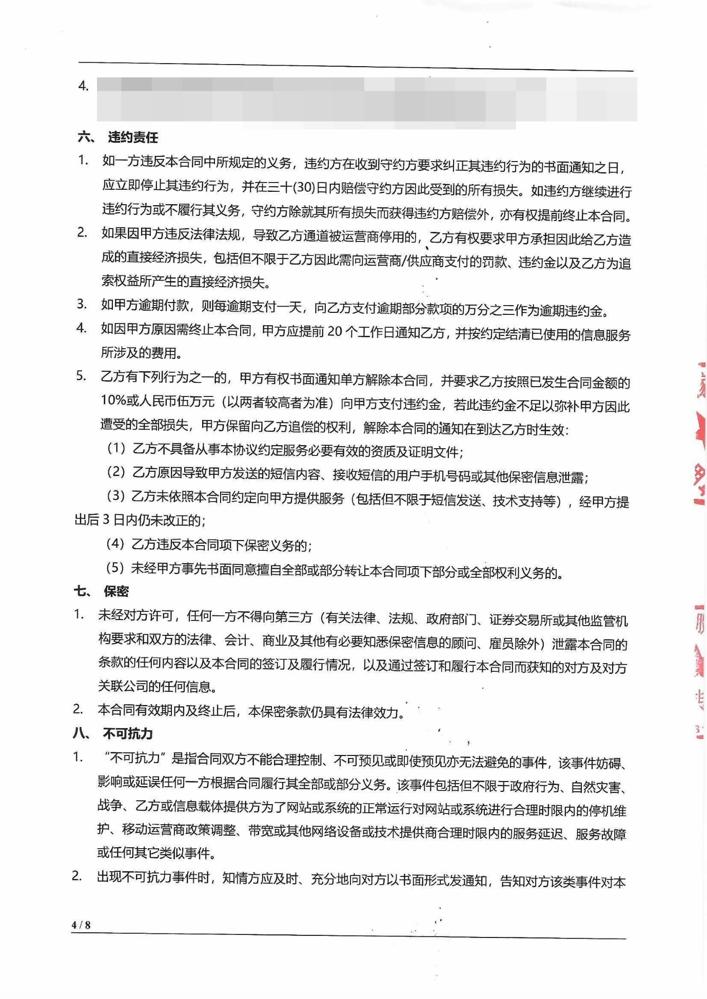 4.
六、 违约责任
1. 如一方违反本合同中所规定的义务，违约方在收到守约方要求纠正其违约行为的书面通知之日，
应立即停止其违约行为，并在三十(30)日内赔偿守约方因此受到的所有损失。如违约方继续进行
违约行为或不履行其义务，守约方除就其所有损失而获得违约方赔偿外，亦有权提前终止本合同。
2. 如果因甲方违反法律法规，导致乙方通道被运营商停用的，乙方有权要求甲方承担因此给乙方造
成的直接经济损失，包括但不限于乙方因此需向运营商/供应商支付的罚款、违约金以及乙方为追
索权益所产生的直接经济损失。
3. 如甲方逾期付款，则每逾期支付一天，向乙方支付逾期部分款项的万分之三作为逾期违约金。
4. 如因甲方原因需终止本合同，甲方应提前 20 个工作日通知乙方，并按约定结清已使用的信息服务
所涉及的费用。
5. 乙方有下列行为之一的，甲方有权书面通知单方解除本合同，并要求乙方按照已发生合同金额的
10%或人民币伍万元（以两者较高者为准）向甲方支付违约金，若此违约金不足以弥补甲方因此
遭受的全部损失，甲方保留向乙方追偿的权利，解除本合同的通知在到达乙方时生效：
（1）乙方不具备从事本协议约定服务必要有效的资质及证明文件；
（2）乙方原因导致甲方发送的短信内容、接收短信的用户手机号码或其他保密信息泄露；
（3）乙方未依照本合同约定向甲方提供服务（包括但不限于短信发送、技术支持等），经甲方提
出后 3 日内仍未改正的；
（4）乙方违反本合同项下保密义务的；
（5）未经甲方事先书面同意擅自全部或部分转让本合同项下部分或全部权利义务的。
七、 保密
1. 未经对方许可，任何一方不得向第三方（有关法律、法规、政府部门、证券交易所或其他监管机
构要求和双方的法律、会计、商业及其他有必要知悉保密信息的顾问、雇员除外）泄露本合同的
条款的任何内容以及本合同的签订及履行情况，以及通过签订和履行本合同而获知的对方及对方
关联公司的任何信息。
2. 本合同有效期内及终止后，本保密条款仍具有法律效力。
八、 不可抗力
1. “不可抗力”是指合同双方不能合理控制、不可预见或即使预见亦无法避免的事件，该事件妨碍、
影响或延误任何一方根据合同履行其全部或部分义务。该事件包括但不限于政府行为、自然灾害、
战争、乙方或信息载体提供方为了网站或系统的正常运行对网站或系统进行合理时限内的停机维
护、移动运营商政策调整、带宽或其他网络设备或技术提供商合理时限内的服务延迟、服务故障
或任何其它类似事件。
2. 出现不可抗力事件时，知情方应及时、充分地向对方以书面形式发通知，告知对方该类事件对本
4 / 8